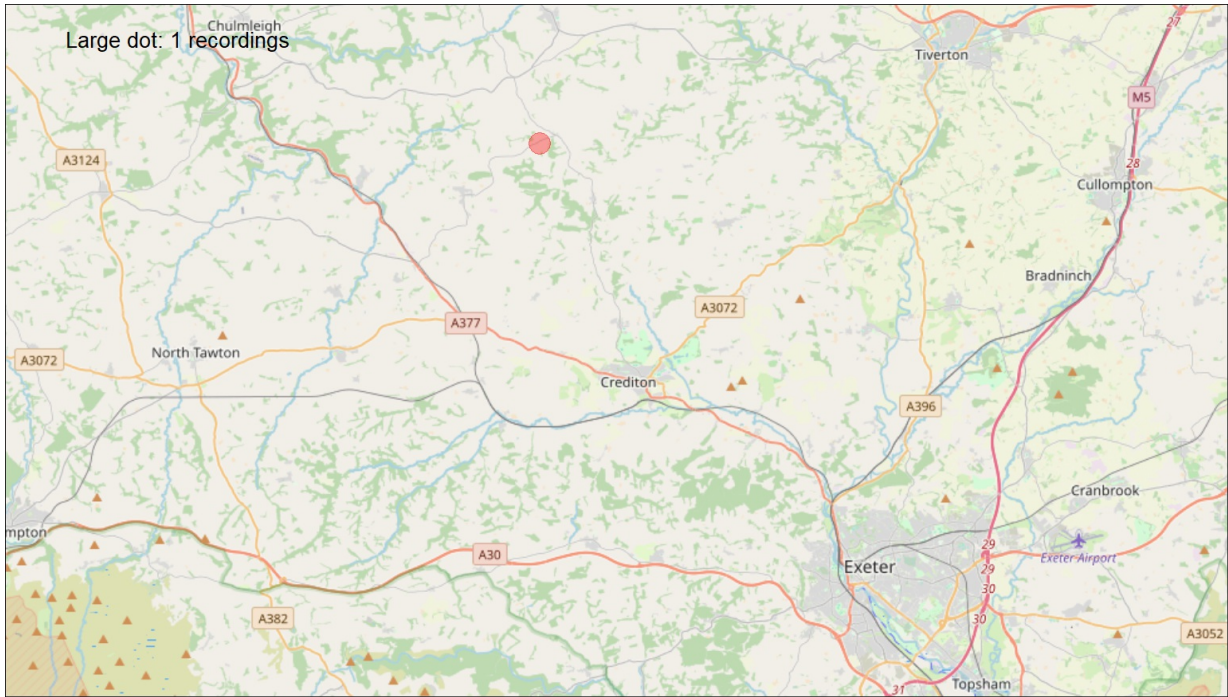 Chulmleigh
Large dot: 1 recordings
27
Tiverton
M5
A3124
28
Cullompton
Bradninch
A3072
A377
North Tawton
A3072
Crediton
A396
Cranbrook
mpton
29
Exeter Airport
A30
Exeter
29
30
A382
30
A3052
Topsham
31